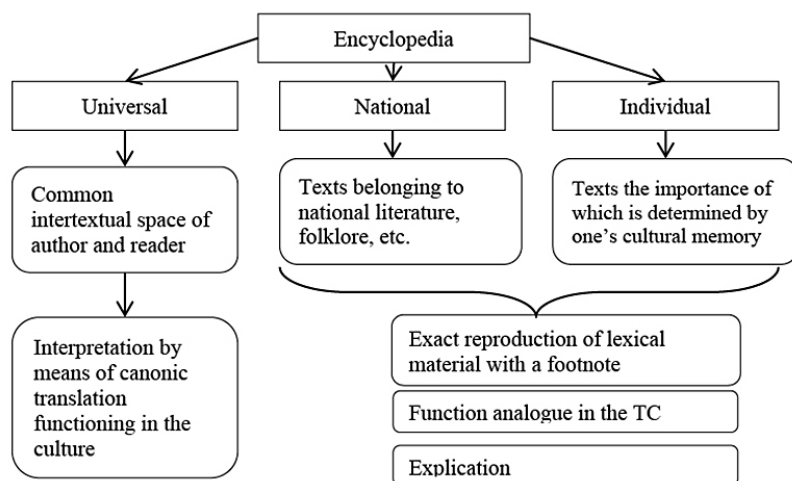 Encyclopedia
Universal
National
Individual
Common
intertextual space of
author and reader
Texts belonging to
national literature,
folklore, etc.
Texts the importance of
which is determined by
one's cultural memory
Interpretation by
means of canonic
translation
functioning in the
culture
Exact reproduction of lexical
material with a footnote
Function analogue in the TC
Explication